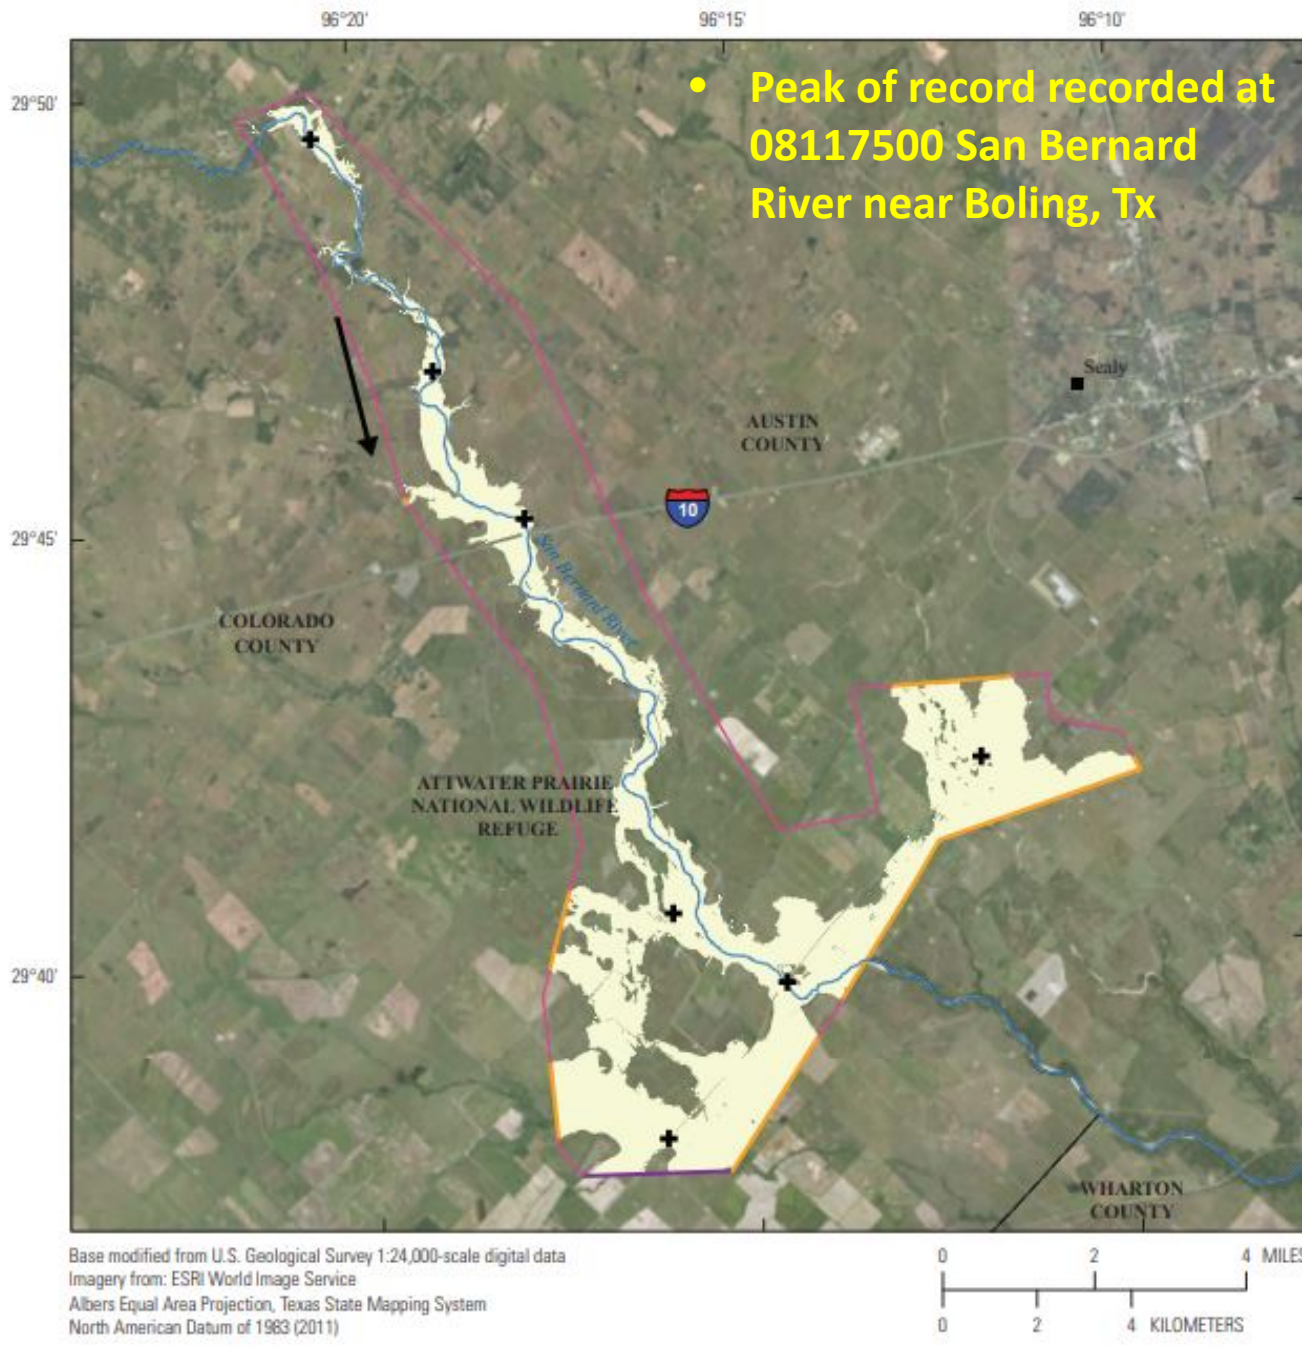 96°20' 96°15' 96°10'
29°50'
• Peak of record recorded at
08117500 San Bernard
River near Boling, Tx
Sealy
AUSTIN
COUNTY
10
29°45'
San Bernard River
COLORADO
COUNTY
ATTWATER PRAIRIE
NATIONAL WILDLIFE
REFUGE
29°40'
WHARTON
COUNTY
Base modified from U.S. Geological Survey 1:24,000-scale digital data
Imagery from: ESRI World Image Service
Albers Equal Area Projection, Texas State Mapping System
North American Datum of 1983 (2011)
0 2 4 MILES
0 2 4 KILOMETERS